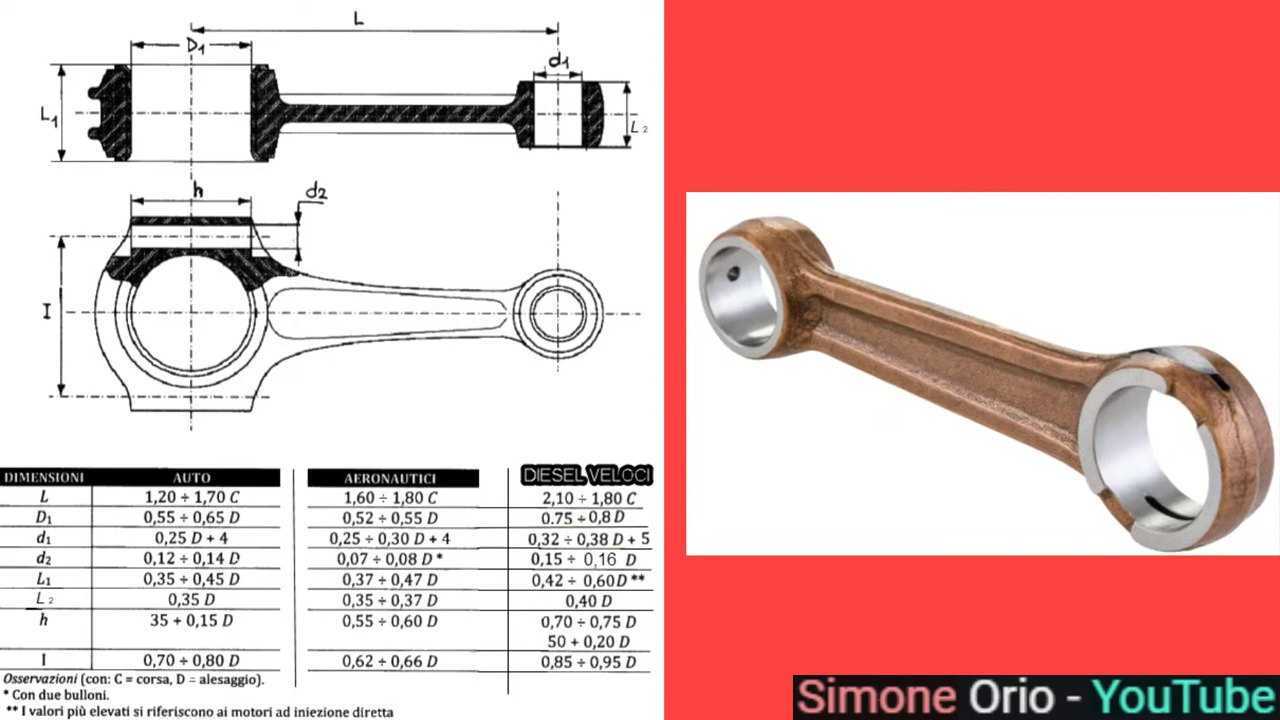 L
D1
d1
L1
L2
h
d2
I
DIMENSIONI AUTO AERONAUTICI DIESEL VELOCI
L 1,20 ÷ 1,70 C 1,60 ÷ 1,80 C 2,10 ÷ 1,80 C
D1 0,55 ÷ 0,65 D 0,52 ÷ 0,55 D 0.75 ÷ 0,8 D
d1 0,25 D + 4 0,25 ÷ 0,30 D + 4 0,32 ÷ 0,38 D + 5
d2 0,12 ÷ 0,14 D 0,07 ÷ 0,08 D * 0,15 ÷ 0,16 D
L1 0,35 ÷ 0,45 D 0,37 ÷ 0,47 D 0,42 ÷ 0,60D **
L2 0,35 D 0,35 ÷ 0,37 D 0,40 D
h 35 + 0,15 D 0,55 ÷ 0,60 D 0,70 ÷ 0,75 D
50 + 0,20 D
I 0,70 ÷ 0,80 D 0,62 ÷ 0,66 D 0,85 ÷ 0,95 D
Osservazioni (con: C = corsa, D = alesaggio).
* Con due bulloni.
** I valori più elevati si riferiscono ai motori ad iniezione diretta
Simone Orio - YouTube